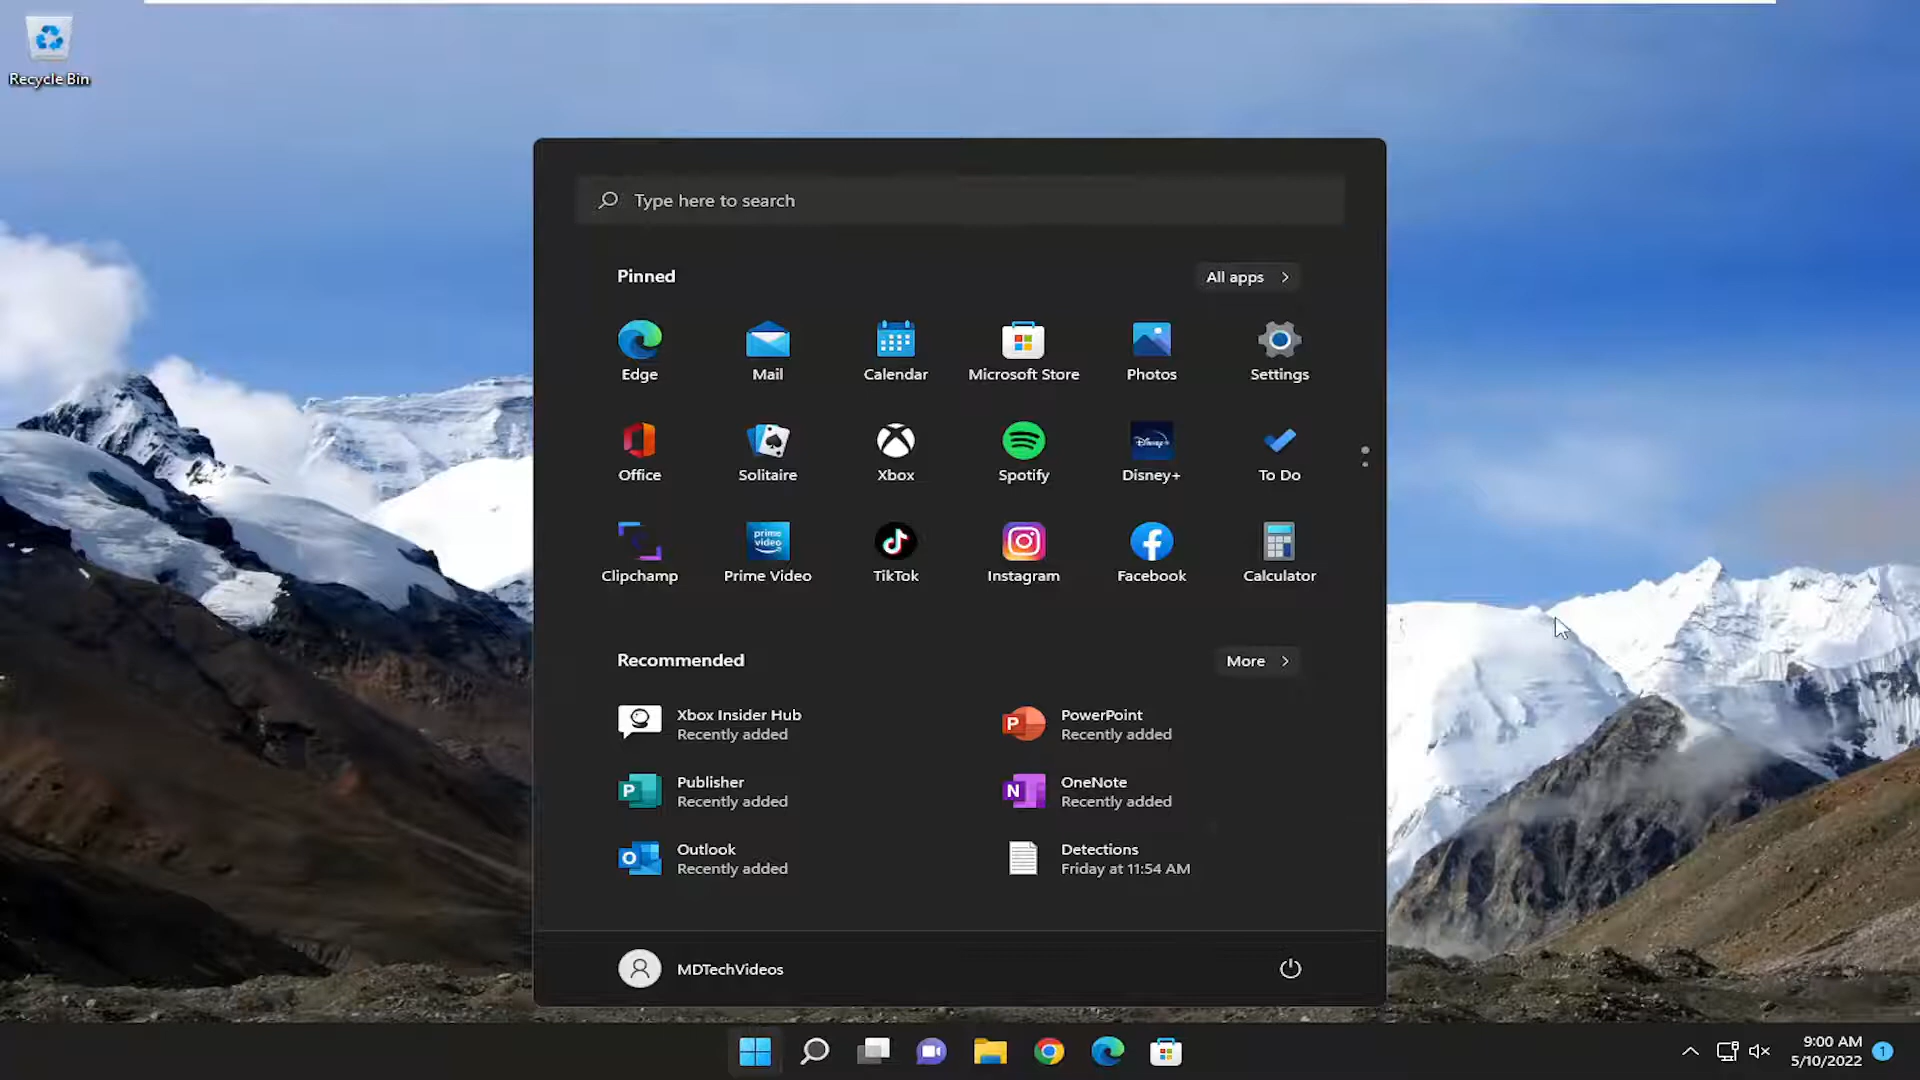 Recycle Bin
Type here to search
Pinned
All apps
Edge
Mail
Calendar
Microsoft Store
Photos
Settings
Office
Solitaire
Xbox
Spotify
Disney+
To Do
prime
video
Clipchamp
Prime Video
TikTok
Instagram
Facebook
Calculator
Recommended
More
Xbox Insider Hub
Recently added
PowerPoint
Recently added
Publisher
Recently added
OneNote
Recently added
Outlook
Recently added
Detections
Friday at 11:54 AM
MDTechVideos
9:00 AM
5/10/2022
1